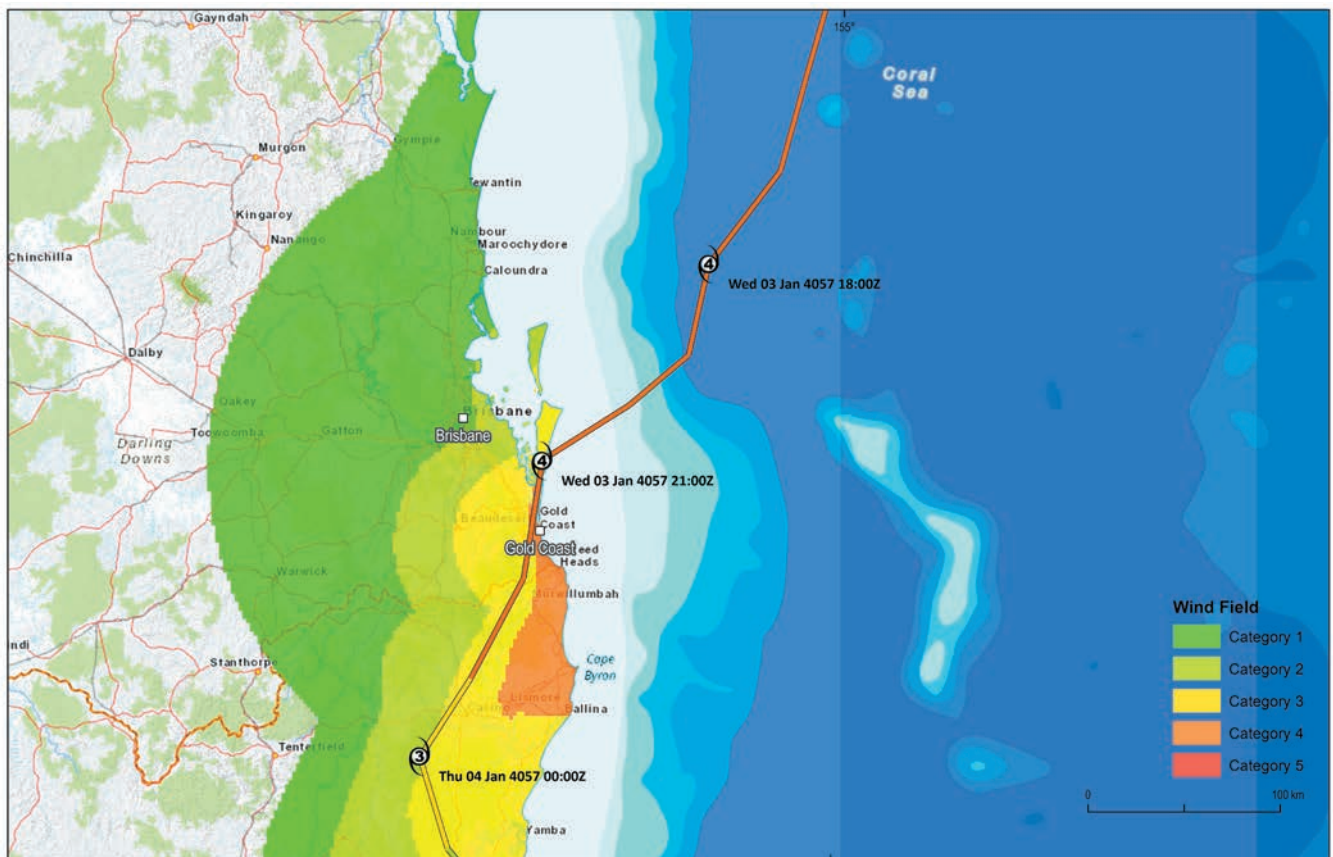 Gayndah
155°
Coral
Sea
Gympie
Murgon
Tewantin
Kingaroy
Nambour
Nanango
Maroochydore
Chinchilla
Caloundra
4
Wed 03 Jan 4057 18:00Z
Dalby
Oakey
Brisbane
Toowoomba
Gatton
Brisbane
Darling
Downs
4
Wed 03 Jan 4057 21:00Z
Beaudesert
Gold
Coast
Gold Coast
eed
Heads
Warwick
Murwillumbah
Wind Field
Category 1
Category 2
Category 3
Category 4
Category 5
ndi
Stanthorpe
Cape
Byron
Lismore
Casino
Ballina
Tenterfield
3
Thu 04 Jan 4057 00:00Z
Yamba
0
100 km